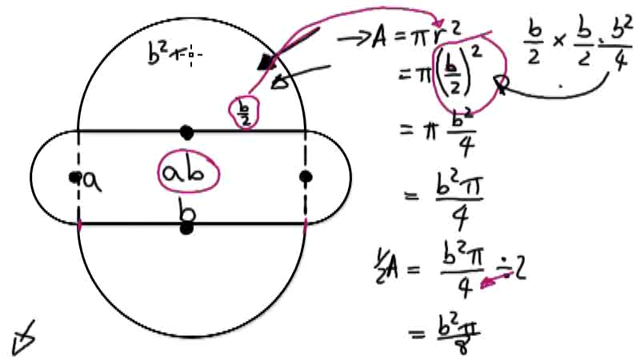 b²π
b/2
a
ab
b
→A = πr²
= π(b/2)²
b/2 × b/2 = b²/4
= π b²/4
= b²π/4
½A = b²π/4 ÷2
= b²π/8